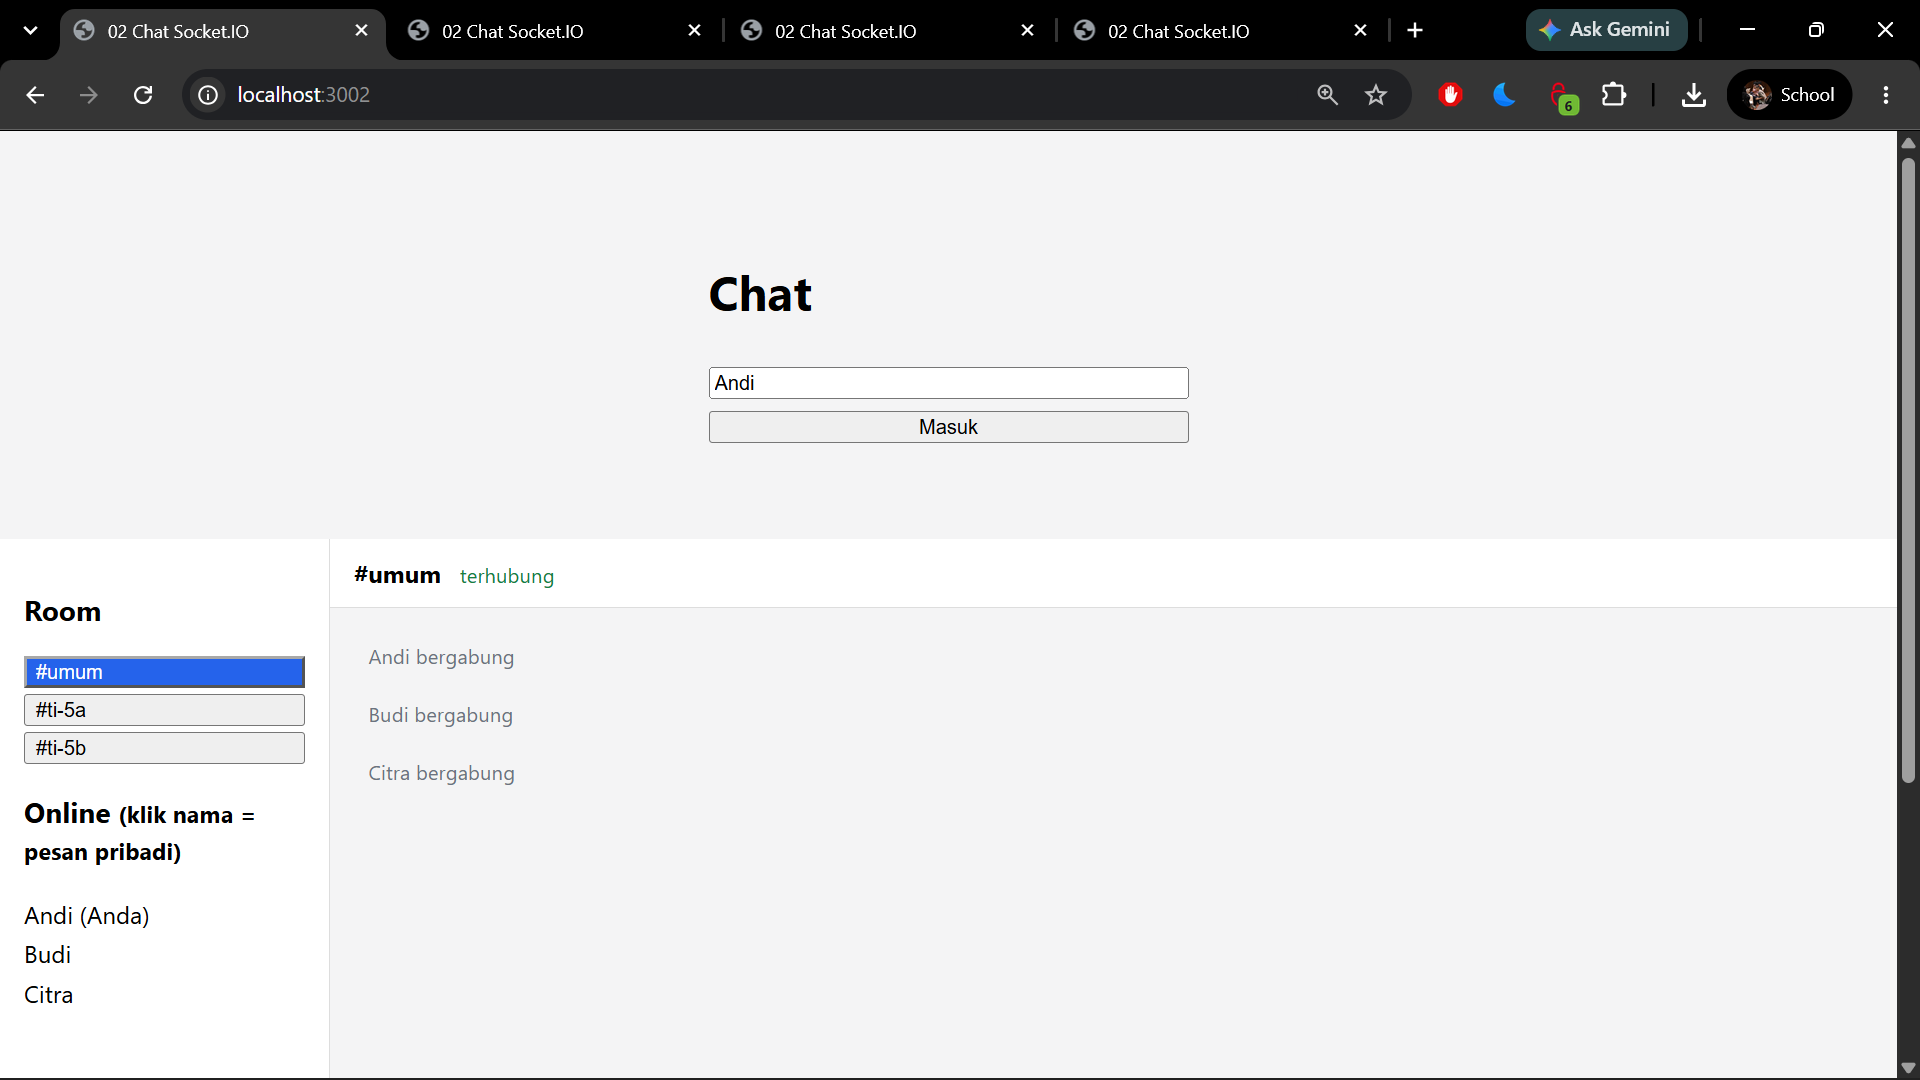 02 Chat Socket.IO
02 Chat Socket.IO
02 Chat Socket.IO
02 Chat Socket.IO
Ask Gemini
localhost:3002
6
School
Chat
Andi
Masuk
Room
#umum
#ti-5a
#ti-5b
Online (klik nama =
pesan pribadi)
Andi (Anda)
Budi
Citra
#umum terhubung
Andi bergabung
Budi bergabung
Citra bergabung